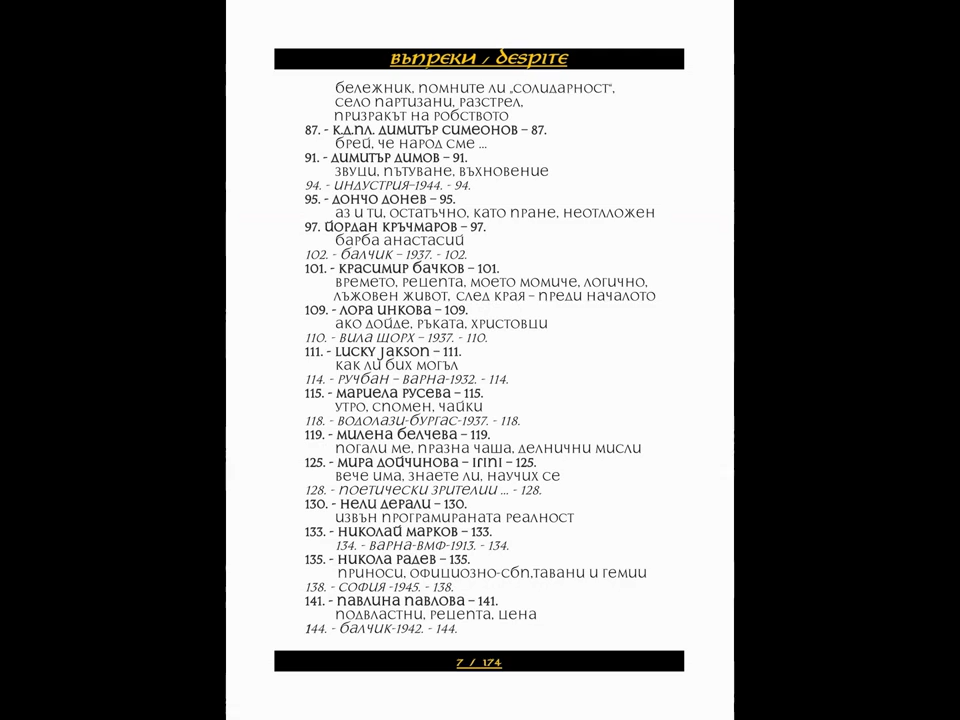 въпреки / despite
бележник, помните ли „солидарност“,
село партизани, разстрел,
призракът на робството
87. - к.д.пл. димитър симеонов – 87.
брей, че народ сме ...
91. - димитър димов – 91.
звуци, пътуване, въхновение
94. - индустрия–1944. - 94.
95. - дончо донев – 95.
аз и ти, остатъчно, като пране, неотлложен
97. йордан кръчмаров – 97.
барба анастасий
102. - балчик – 1937. - 102.
101. - красимир бачков – 101.
времето, рецепта, моето момиче, логично,
лъжовен живот, след края – преди началото
109. - лора инкова – 109.
ако дойде, ръката, христовци
110. - вила щорх – 1937. - 110.
111. - lucky jakson – 111.
как ли бих могъл
114. - ручбан – варна-1932. - 114.
115. - мариела русева – 115.
утро, спомен, чайки
118. - водолази-бургас-1937. - 118.
119. - милена белчева – 119.
погали ме, празна чаша, делнични мисли
125. - мира дойчинова – irini – 125.
вече има, знаете ли, научих се
128. - поетически зрителии ... - 128.
130. - нели дерали – 130.
извън програмираната реалност
133. - николай марков – 133.
134. - варна-вмф-1913. - 134.
135. - никола радев – 135.
приноси, официозно-сбп,тавани и гемии
138. - софия -1945. - 138.
141. - павлина павлова – 141.
подвластни, рецепта, цена
144. - балчик-1942. - 144.
7 / 174